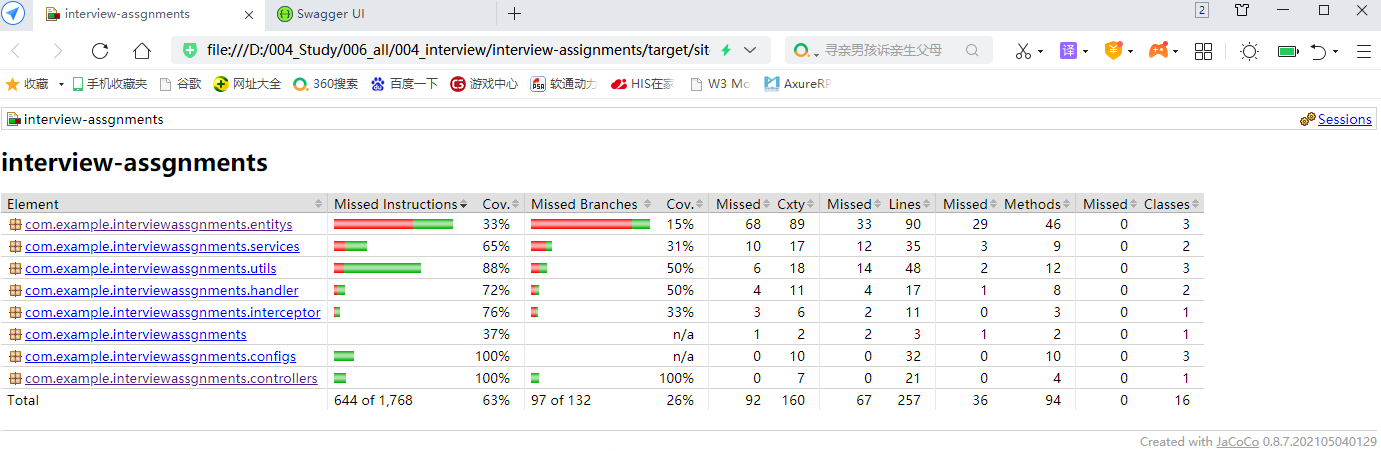 interview-assgnments Swagger UI 2
file:///D:/004_Study/006_all/004_interview/interview-assignments/target/sit 寻亲男孩诉亲生父母 译
收藏 手机收藏夹 谷歌 网址大全 360搜索 百度一下 游戏中心 软通动力 HIS在家 W3 Mo AxureRP
interview-assgnments Sessions
interview-assgnments
Element Missed Instructions Cov. Missed Branches Cov. Missed Cxty Missed Lines Missed Methods Missed Classes
com.example.interviewassgnments.entitys 33% 15% 68 89 33 90 29 46 0 3
com.example.interviewassgnments.services 65% 31% 10 17 12 35 3 9 0 2
com.example.interviewassgnments.utils 88% 50% 6 18 14 48 2 12 0 3
com.example.interviewassgnments.handler 72% 50% 4 11 4 17 1 8 0 2
com.example.interviewassgnments.interceptor 76% 33% 3 6 2 11 0 3 0 1
com.example.interviewassgnments 37% n/a 1 2 2 3 1 2 0 1
com.example.interviewassgnments.configs 100% n/a 0 10 0 32 0 10 0 3
com.example.interviewassgnments.controllers 100% 100% 0 7 0 21 0 4 0 1
Total 644 of 1,768 63% 97 of 132 26% 92 160 67 257 36 94 0 16
Created with JaCoCo 0.8.7.202105040129